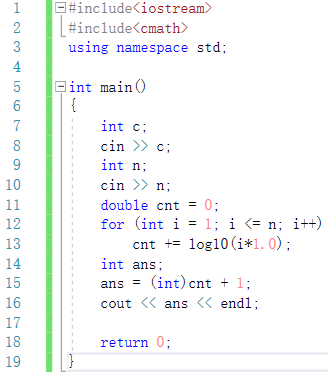 1 #include<iostream>
2 #include<cmath>
3 using namespace std;
4
5 int main()
6 {
7 int c;
8 cin >> c;
9 int n;
10 cin >> n;
11 double cnt = 0;
12 for (int i = 1; i <= n; i++)
13 cnt += log10(i*1.0);
14 int ans;
15 ans = (int)cnt + 1;
16 cout << ans << endl;
17
18 return 0;
19 }